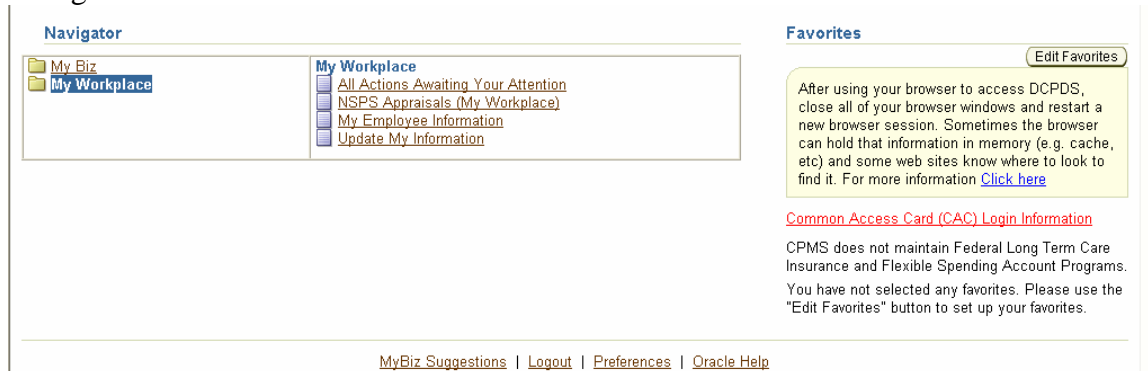 Navigator
My Biz
My Workplace
My Workplace
All Actions Awaiting Your Attention
NSPS Appraisals (My Workplace)
My Employee Information
Update My Information
Favorites
Edit Favorites
After using your browser to access DCPDS,
close all of your browser windows and restart a
new browser session. Sometimes the browser
can hold that information in memory (e.g. cache,
etc) and some web sites know where to look to
find it. For more information Click here
Common Access Card (CAC) Login Information
CPMS does not maintain Federal Long Term Care
Insurance and Flexible Spending Account Programs.
You have not selected any favorites. Please use the
"Edit Favorites" button to set up your favorites.
MyBiz Suggestions | Logout | Preferences | Oracle Help